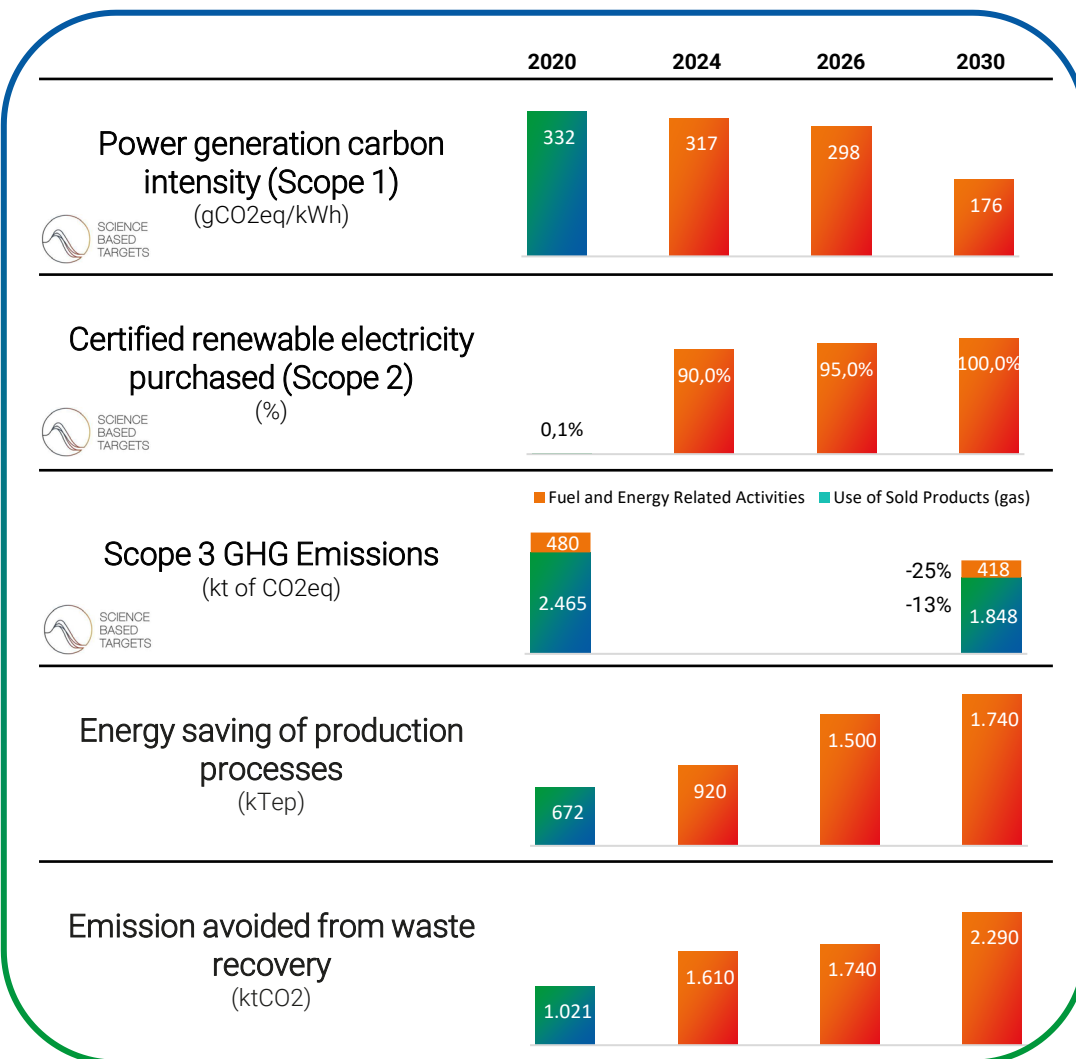 2020 2024 2026 2030
Power generation carbon
intensity (Scope 1)
(gCO2eq/kWh)
SCIENCE
BASED
TARGETS
332 317 298 176
Certified renewable electricity
purchased (Scope 2)
(%)
SCIENCE
BASED
TARGETS
0,1% 90,0% 95,0% 100,0%
Fuel and Energy Related Activities Use of Sold Products (gas)
Scope 3 GHG Emissions
(kt of CO2eq)
SCIENCE
BASED
TARGETS
480 -25% 418
2.465 -13% 1.848
Energy saving of production
processes
(kTep)
672 920 1.500 1.740
Emission avoided from waste
recovery
(ktCO2)
1.021 1.610 1.740 2.290